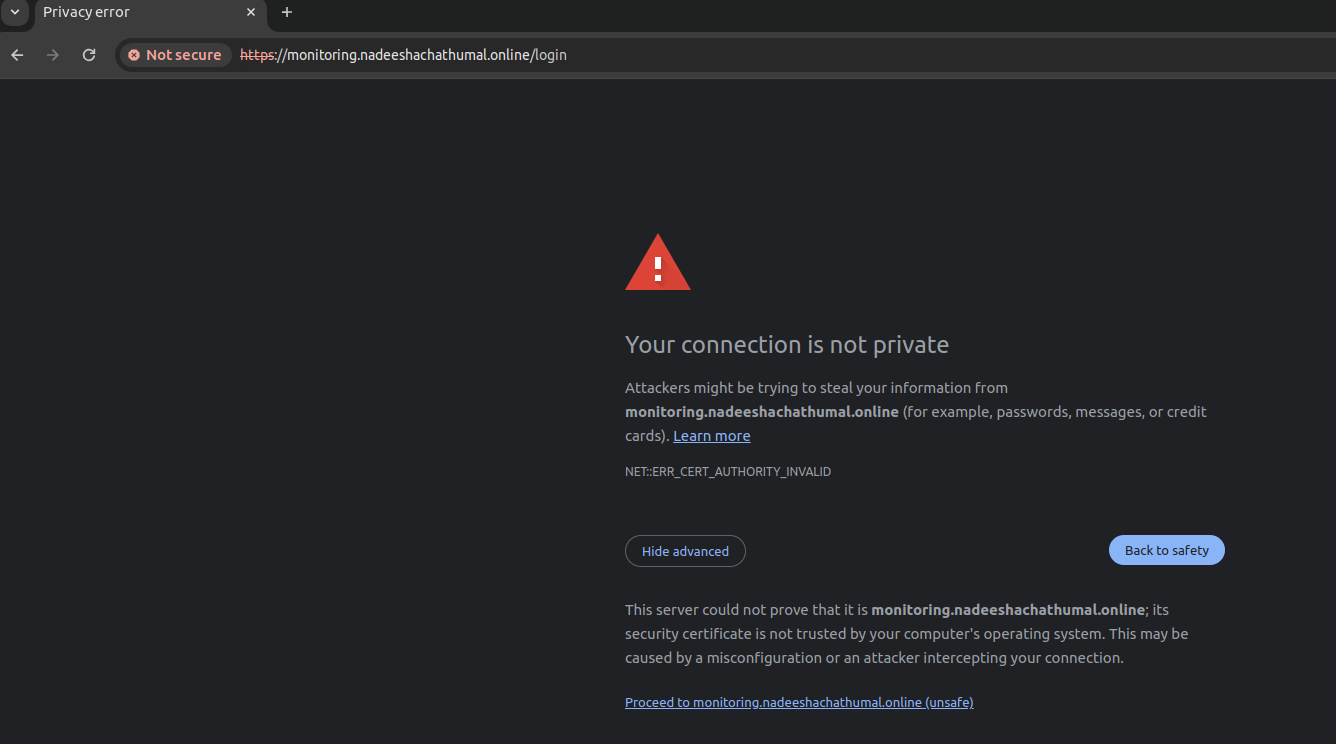 Privacy error
Not secure https://monitoring.nadeeshachathumal.online/login
!
Your connection is not private
Attackers might be trying to steal your information from
monitoring.nadeeshachathumal.online (for example, passwords, messages, or credit
cards). Learn more
NET::ERR_CERT_AUTHORITY_INVALID
Hide advanced Back to safety
This server could not prove that it is monitoring.nadeeshachathumal.online; its
security certificate is not trusted by your computer's operating system. This may be
caused by a misconfiguration or an attacker intercepting your connection.
Proceed to monitoring.nadeeshachathumal.online (unsafe)